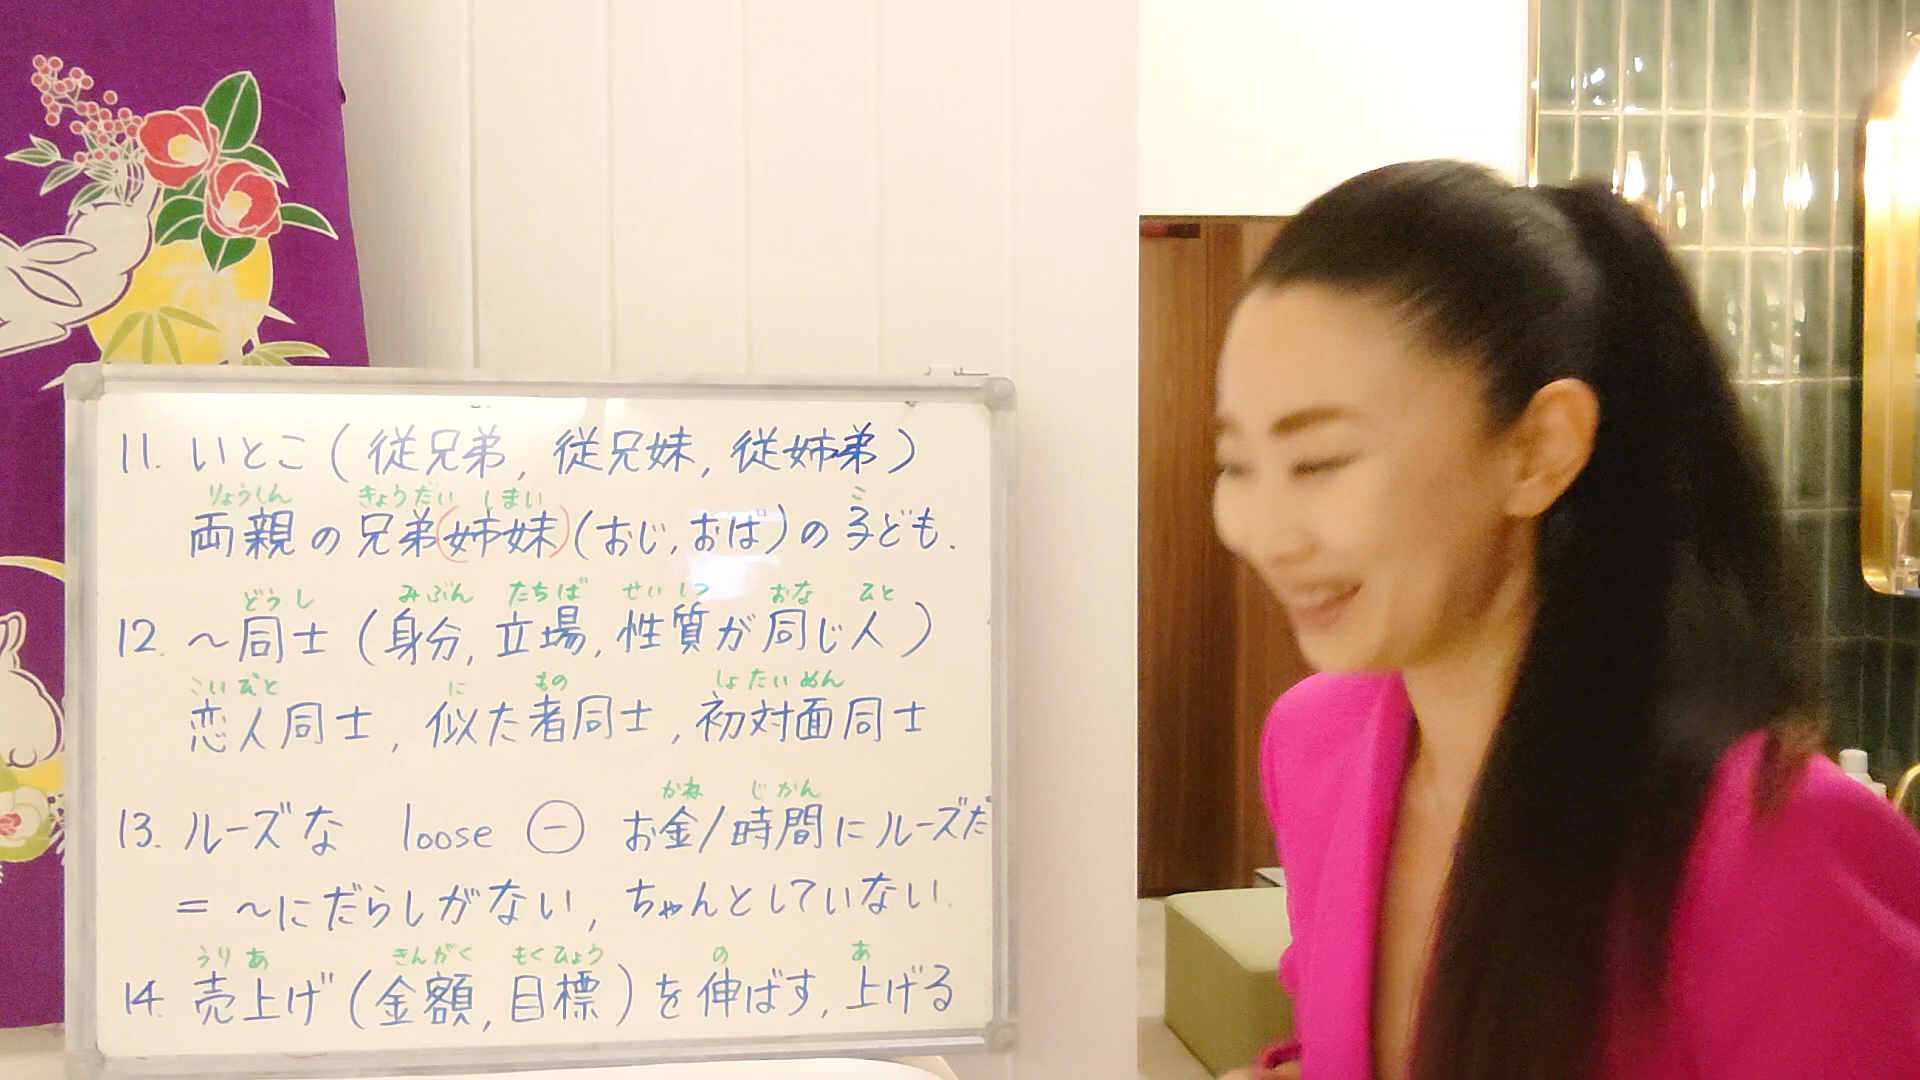 11. いとこ(従兄弟, 従兄妹, 従姉弟)
りょうしん きょうだい しまい こ
両親の兄弟(姉妹)(おじ,おば)の子ども.
どうし みぶん たちば せいしつ おな ひと
12. ～同士(身分,立場,性質が同じ人)
こいびと に もの しょたいめん
恋人同士,似た者同士,初対面同士
かね じかん
13. ルーズな loose ⊖ お金/時間にルーズだ
=～にだらしがない,ちゃんとしていない.
うりあ きんがく もくひょう の あ
14. 売上げ(金額,目標)を伸ばす,上げる